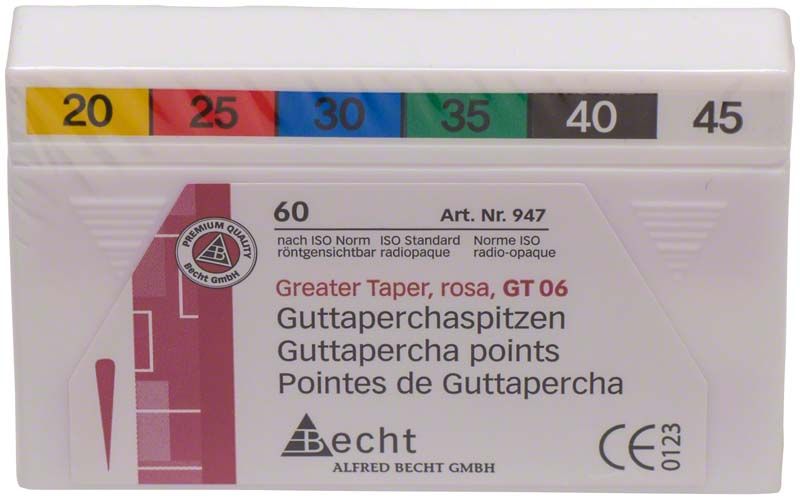 20 25 30 35 40 45
60 Art. Nr. 947
nach ISO Norm ISO Standard Norme ISO
röntgensichtbar radiopaque radio-opaque
PREMIUM QUALITY
B
Becht GmbH
Greater Taper, rosa, GT 06
Guttaperchaspitzen
Guttapercha points
Pointes de Guttapercha
Becht
ALFRED BECHT GMBH
CE 0123